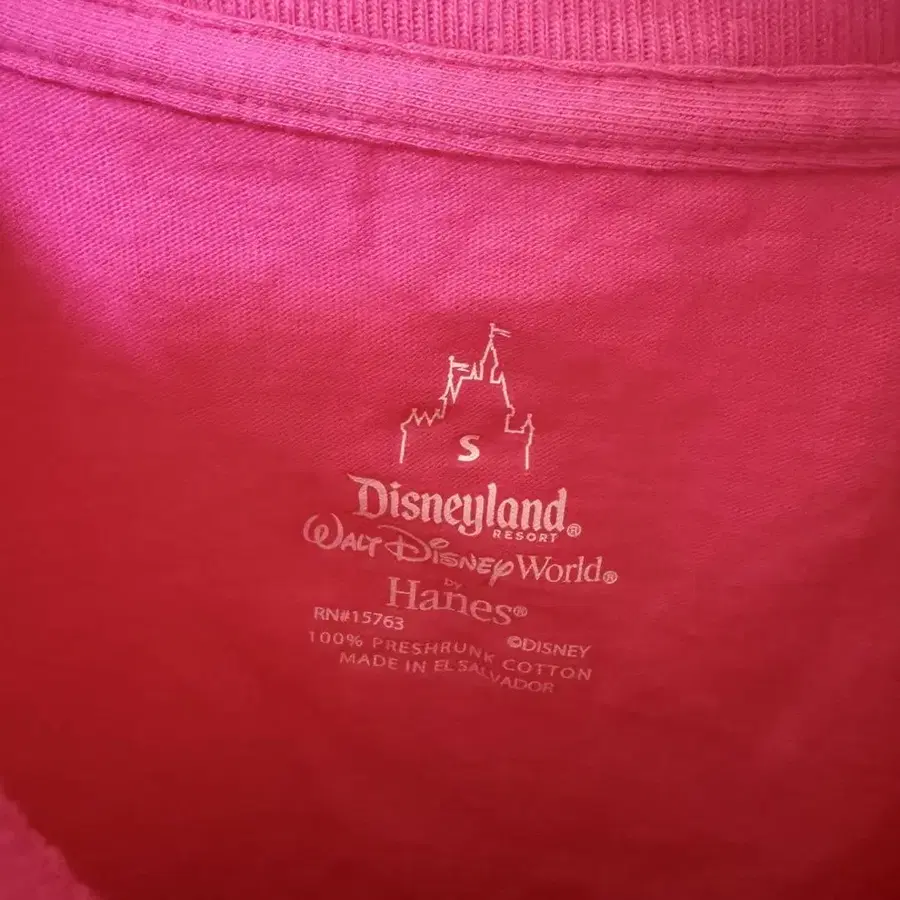 S
Disneyland®
RESORT
WALT DISNEY World®
by
Hanes®
RN#15763
©DISNEY
100% PRESHRUNK COTTON
MADE IN EL SALVADOR